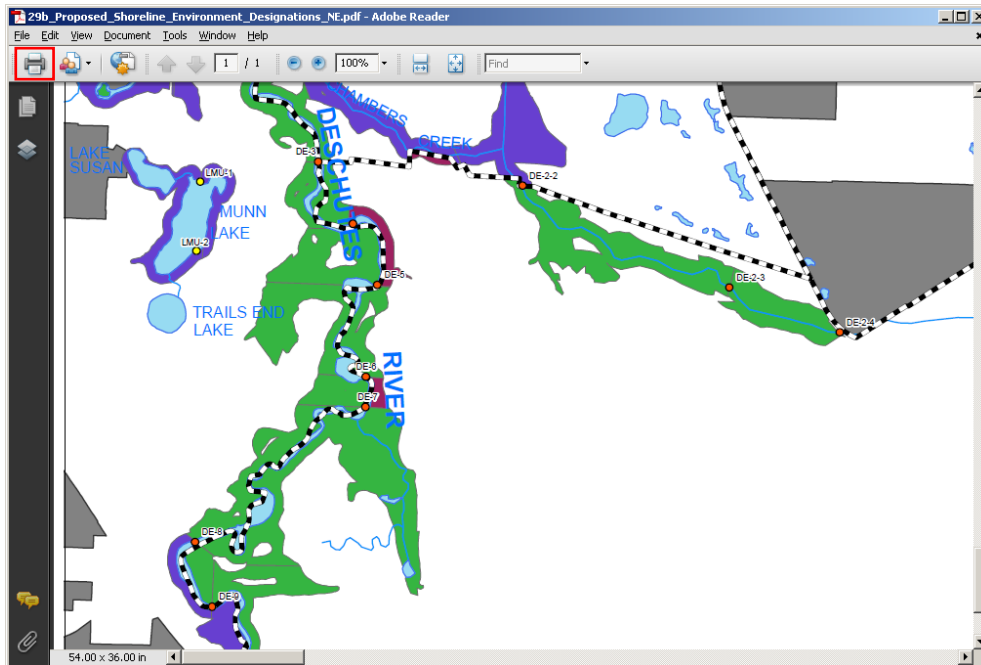 29b_Proposed_Shoreline_Environment_Designations_NE.pdf - Adobe Reader
File Edit View Document Tools Window Help
1 / 1 100% Find
CHAMBERS
CREEK
DESCHUTES
LAKE
SUSAN
DE-3
LMU-1
DE-2-2
MUNN
LAKE
LMU-2
DE-5
DE-2-3
TRAILS END
LAKE
DE-2-4
RIVER
DE-6
DE-7
DE-8
DE-9
54.00 x 36.00 in